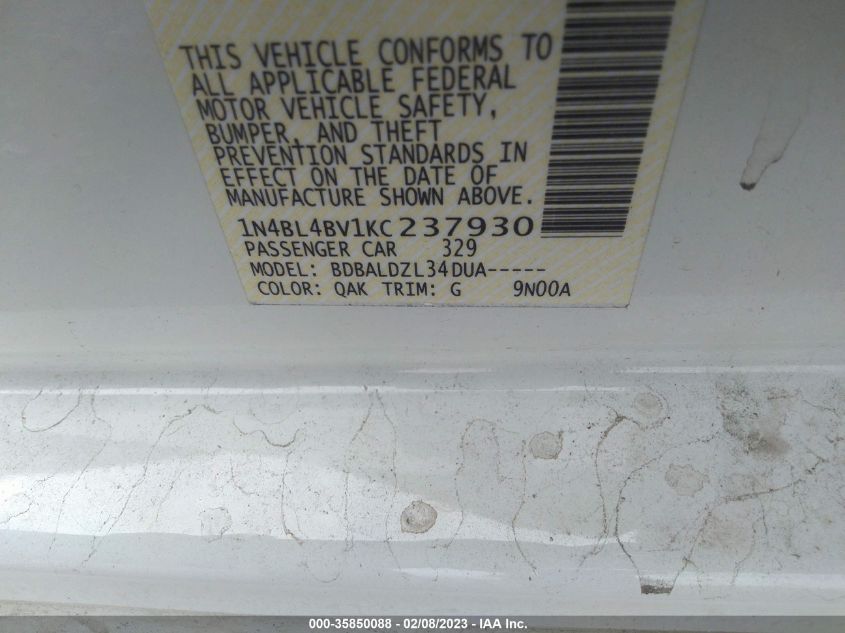 THIS VEHICLE CONFORMS TO
ALL APPLICABLE FEDERAL
MOTOR VEHICLE SAFETY,
BUMPER, AND THEFT
PREVENTION STANDARDS IN
EFFECT ON THE DATE OF
MANUFACTURE SHOWN ABOVE.
1N4BL4BV1KC237930
PASSENGER CAR 329
MODEL: BDBALDZL34DUA-----
COLOR: QAK TRIM: G 9N00A
000-35850088 - 02/08/2023 - IAA Inc.